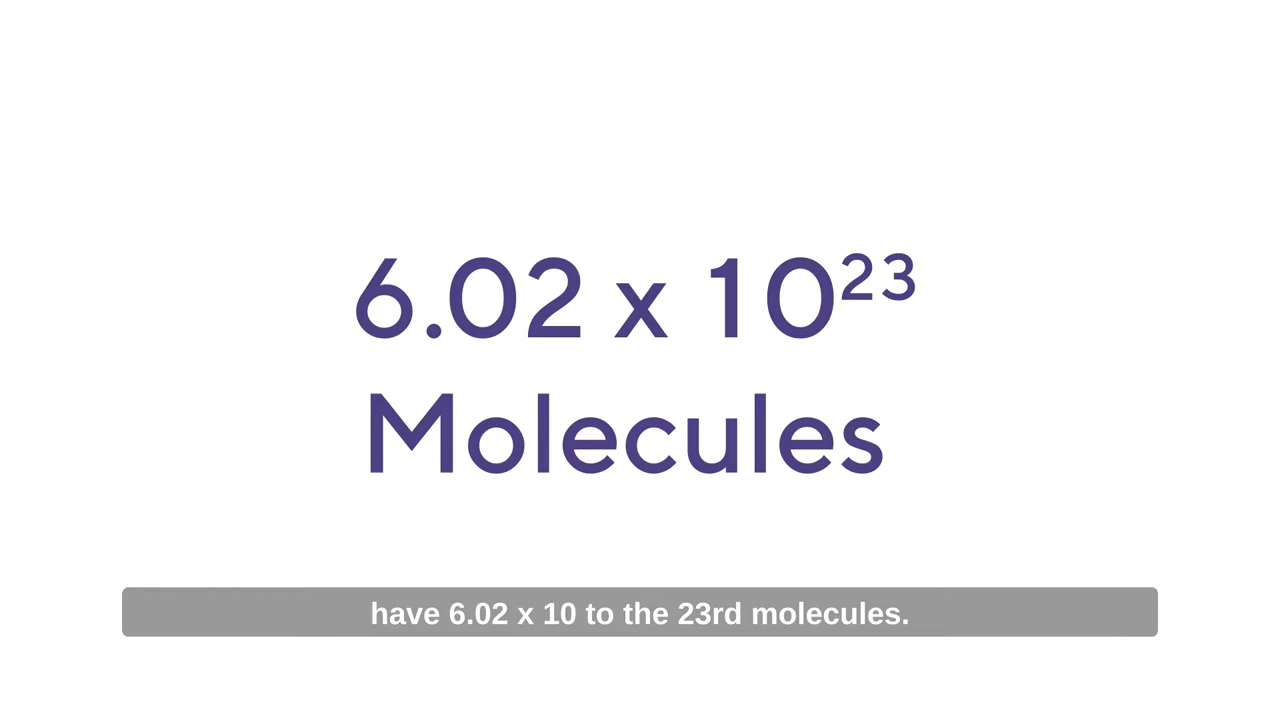 6.02 x 10²³
Molecules
have 6.02 x 10 to the 23rd molecules.